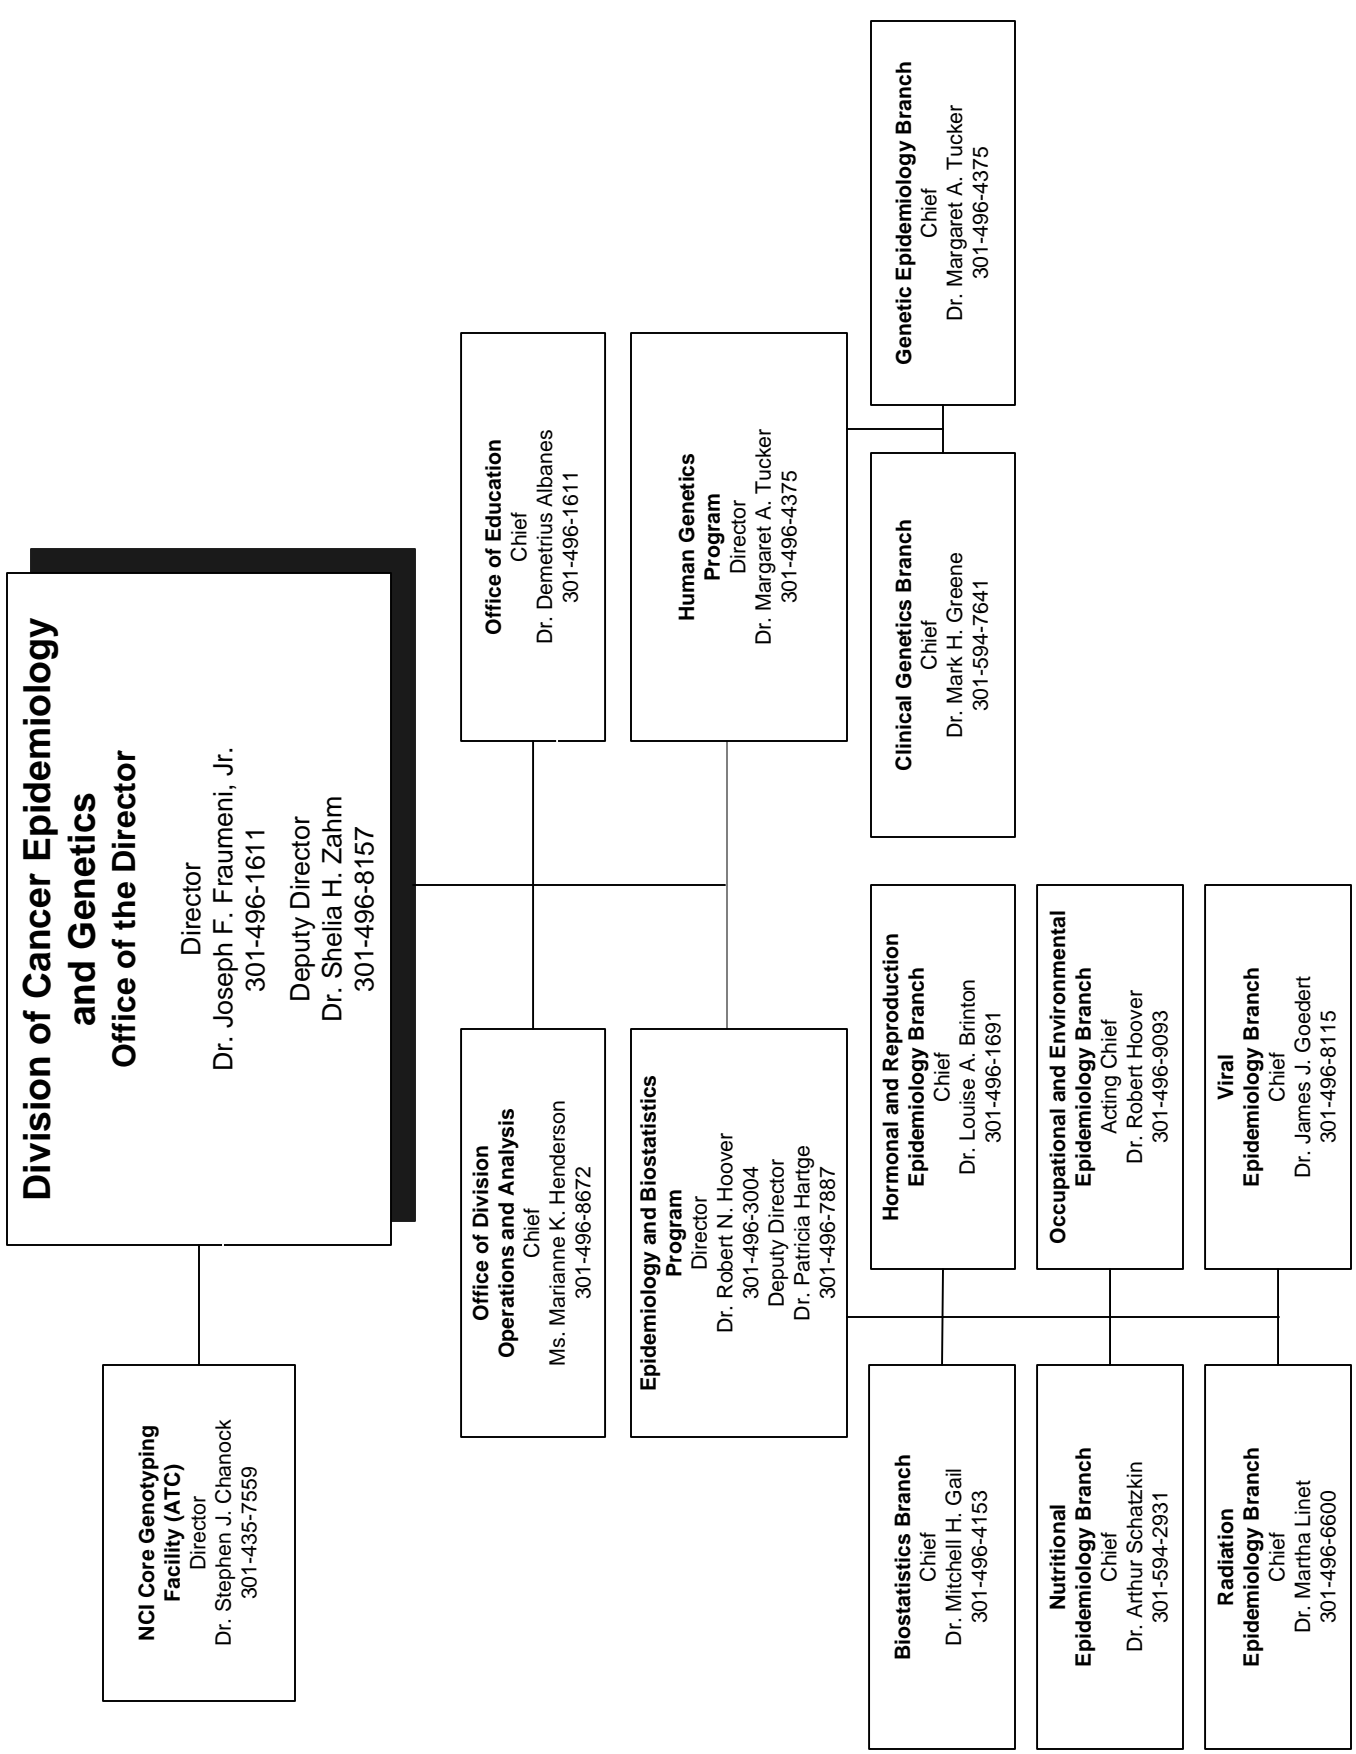 Division of Cancer Epidemiology
and Genetics
Office of the Director
Director
Dr. Joseph F. Fraumeni, Jr.
301-496-1611
Deputy Director
Dr. Shelia H. Zahm
301-496-8157
NCI Core Genotyping
Facility (ATC)
Director
Dr. Stephen J. Chanock
301-435-7559
Office of Division
Operations and Analysis
Chief
Ms. Marianne K. Henderson
301-496-8672
Office of Education
Chief
Dr. Demetrius Albanes
301-496-1611
Epidemiology and Biostatistics
Program
Director
Dr. Robert N. Hoover
301-496-3004
Deputy Director
Dr. Patricia Hartge
301-496-7887
Human Genetics
Program
Director
Dr. Margaret A. Tucker
301-496-4375
Biostatistics Branch
Chief
Dr. Mitchell H. Gail
301-496-4153
Hormonal and Reproduction
Epidemiology Branch
Chief
Dr. Louise A. Brinton
301-496-1691
Clinical Genetics Branch
Chief
Dr. Mark H. Greene
301-594-7641
Genetic Epidemiology Branch
Chief
Dr. Margaret A. Tucker
301-496-4375
Nutritional
Epidemiology Branch
Chief
Dr. Arthur Schatzkin
301-594-2931
Occupational and Environmental
Epidemiology Branch
Acting Chief
Dr. Robert Hoover
301-496-9093
Radiation
Epidemiology Branch
Chief
Dr. Martha Linet
301-496-6600
Viral
Epidemiology Branch
Chief
Dr. James J. Goedert
301-496-8115